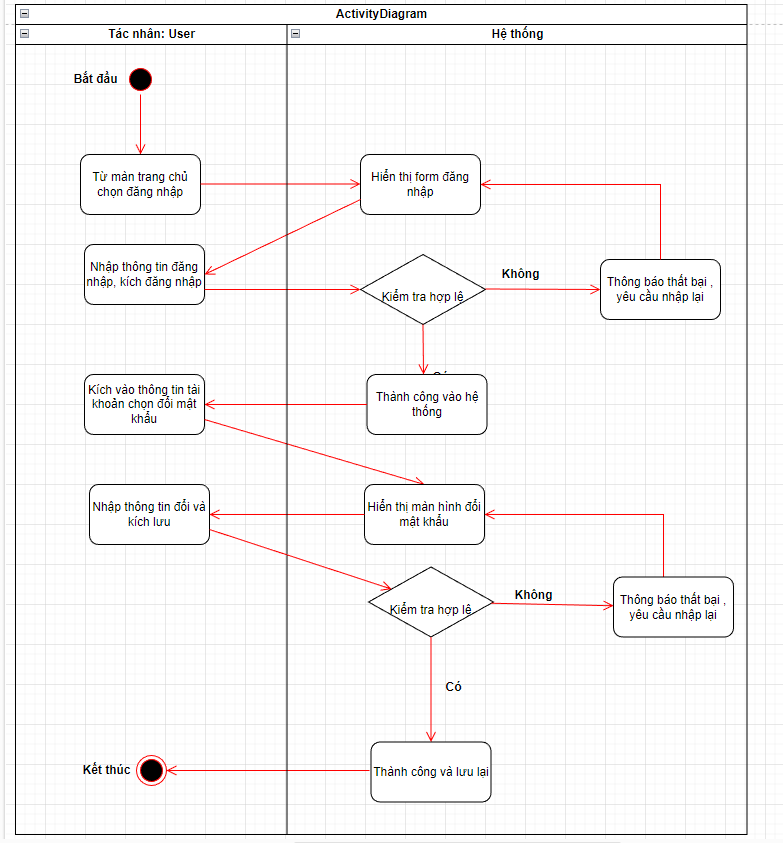 ActivityDiagram
Tác nhân: User
Hệ thống
Bắt đầu
Từ màn trang chủ
chọn đăng nhập
Hiển thị form đăng
nhập
Nhập thông tin đăng
nhập, kích đăng nhập
Kiểm tra hợp lệ
Không
Thông báo thất bại ,
yêu cầu nhập lại
Kích vào thông tin tài
khoản chọn đổi mật
khẩu
Thành công vào hệ
thống
Nhập thông tin đổi và
kích lưu
Hiển thị màn hình đổi
mật khẩu
Kiểm tra hợp lệ
Không
Thông báo thất bại ,
yêu cầu nhập lại
Có
Kết thúc
Thành công và lưu lại